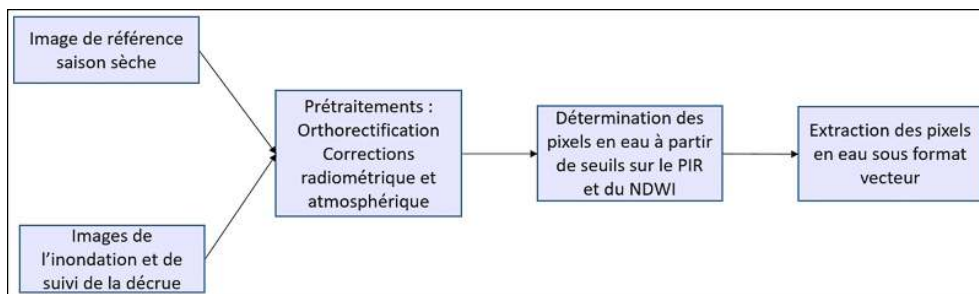 Image de référence
saison sèche
Images de
l'inondation et de
suivi de la décrue
Prétraitements :
Orthorectification
Corrections
radiométrique et
atmosphérique
Détermination des
pixels en eau à partir
de seuils sur le PIR
et du NDWI
Extraction des pixels
en eau sous format
vecteur